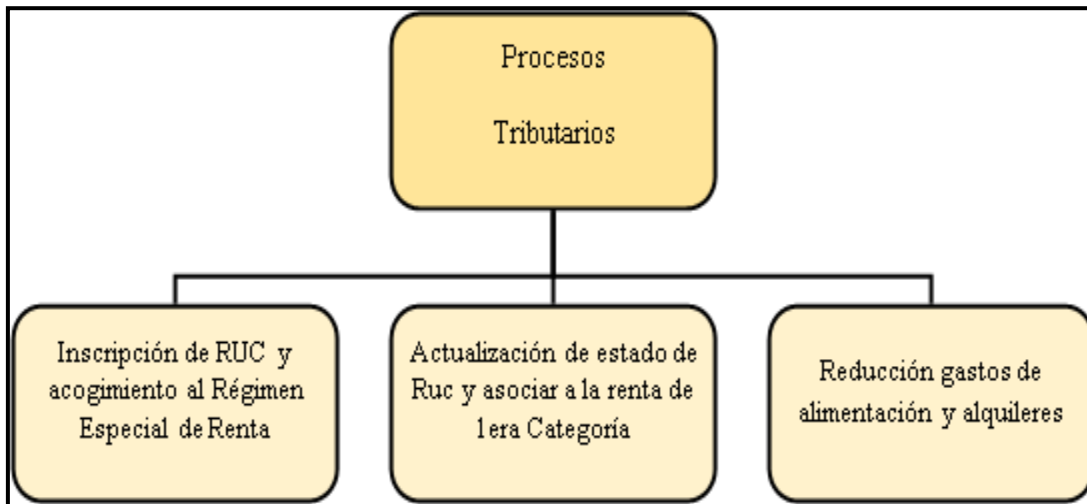 Procesos
Tributarios
Inscripción de RUC y
acogimiento al Régimen
Especial de Renta
Actualización de estado de
Ruc y asociar a la renta de
1era Categoría
Reducción gastos de
alimentación y alquileres